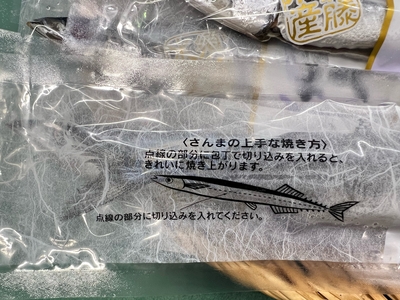 藤
産
〈さんまの上手な焼き方〉
点線の部分に包丁で切り込みを入れると、
きれいに焼き上がります。
点線の部分に切り込みを入れてください。